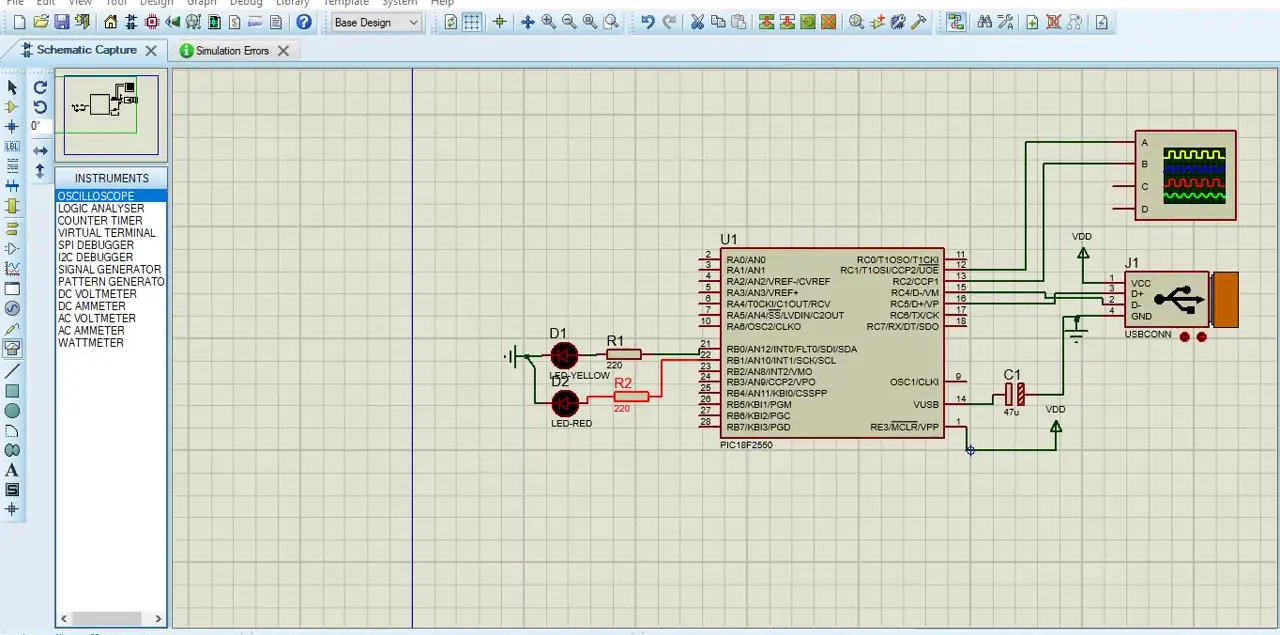 File Edit View Tool Design Graph Debug Library Template System Help
Base Design
Schematic Capture
Simulation Errors
0°
INSTRUMENTS
OSCILLOSCOPE
LOGIC ANALYSER
COUNTER TIMER
VIRTUAL TERMINAL
SPI DEBUGGER
I2C DEBUGGER
SIGNAL GENERATOR
PATTERN GENERATO
DC VOLTMETER
DC AMMETER
AC VOLTMETER
AC AMMETER
WATTMETER
LBL
A
S
A
B
C
D
VDD
J1
1 VCC
3 D+
2 D-
4 GND
USBCONN
U1
2 RA0/AN0
3 RA1/AN1
4 RA2/AN2/VREF-/CVREF
5 RA3/AN3/VREF+
6 RA4/T0CKI/C1OUT/RCV
7 RA5/AN4/SS/LVDIN/C2OUT
10 RA6/OSC2/CLKO
21 RB0/AN12/INT0/FLT0/SDI/SDA
22 RB1/AN10/INT1/SCK/SCL
23 RB2/AN8/INT2/VMO
24 RB3/AN9/CCP2/VPO
25 RB4/AN11/KBI0/CSSPP
26 RB5/KBI1/PGM
27 RB6/KBI2/PGC
28 RB7/KBI3/PGD
RC0/T1OSO/T1CKI 11
RC1/T1OSI/CCP2/UOE 12
RC2/CCP1 13
RC4/D-/VM 15
RC5/D+/VP 16
RC6/TX/CK 17
RC7/RX/DT/SDO 18
OSC1/CLKI 9
VUSB 14
RE3/MCLR/VPP 1
PIC18F2550
D1
LED-YELLOW
R1
220
D2
LED-RED
R2
220
C1
47u
VDD